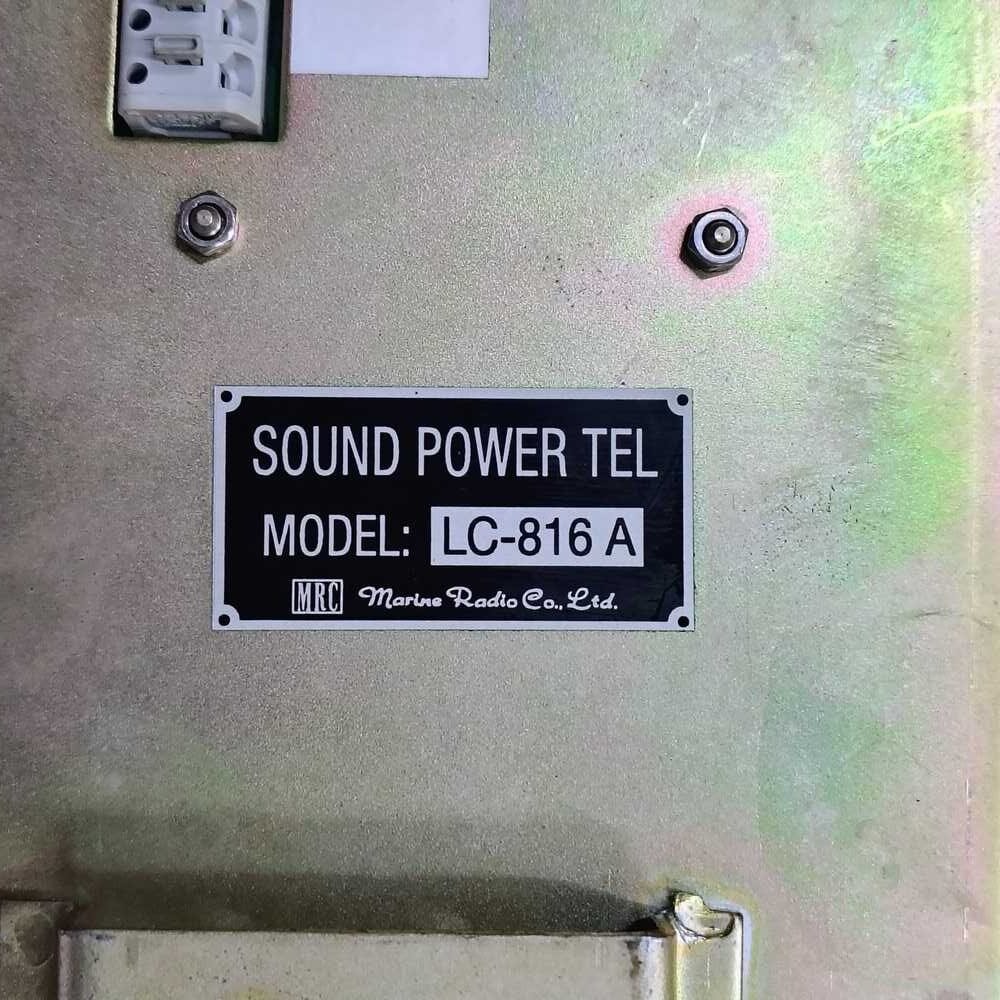 SOUND POWER TEL
MODEL: LC-816 A
MRC Marine Radio Co., Ltd.